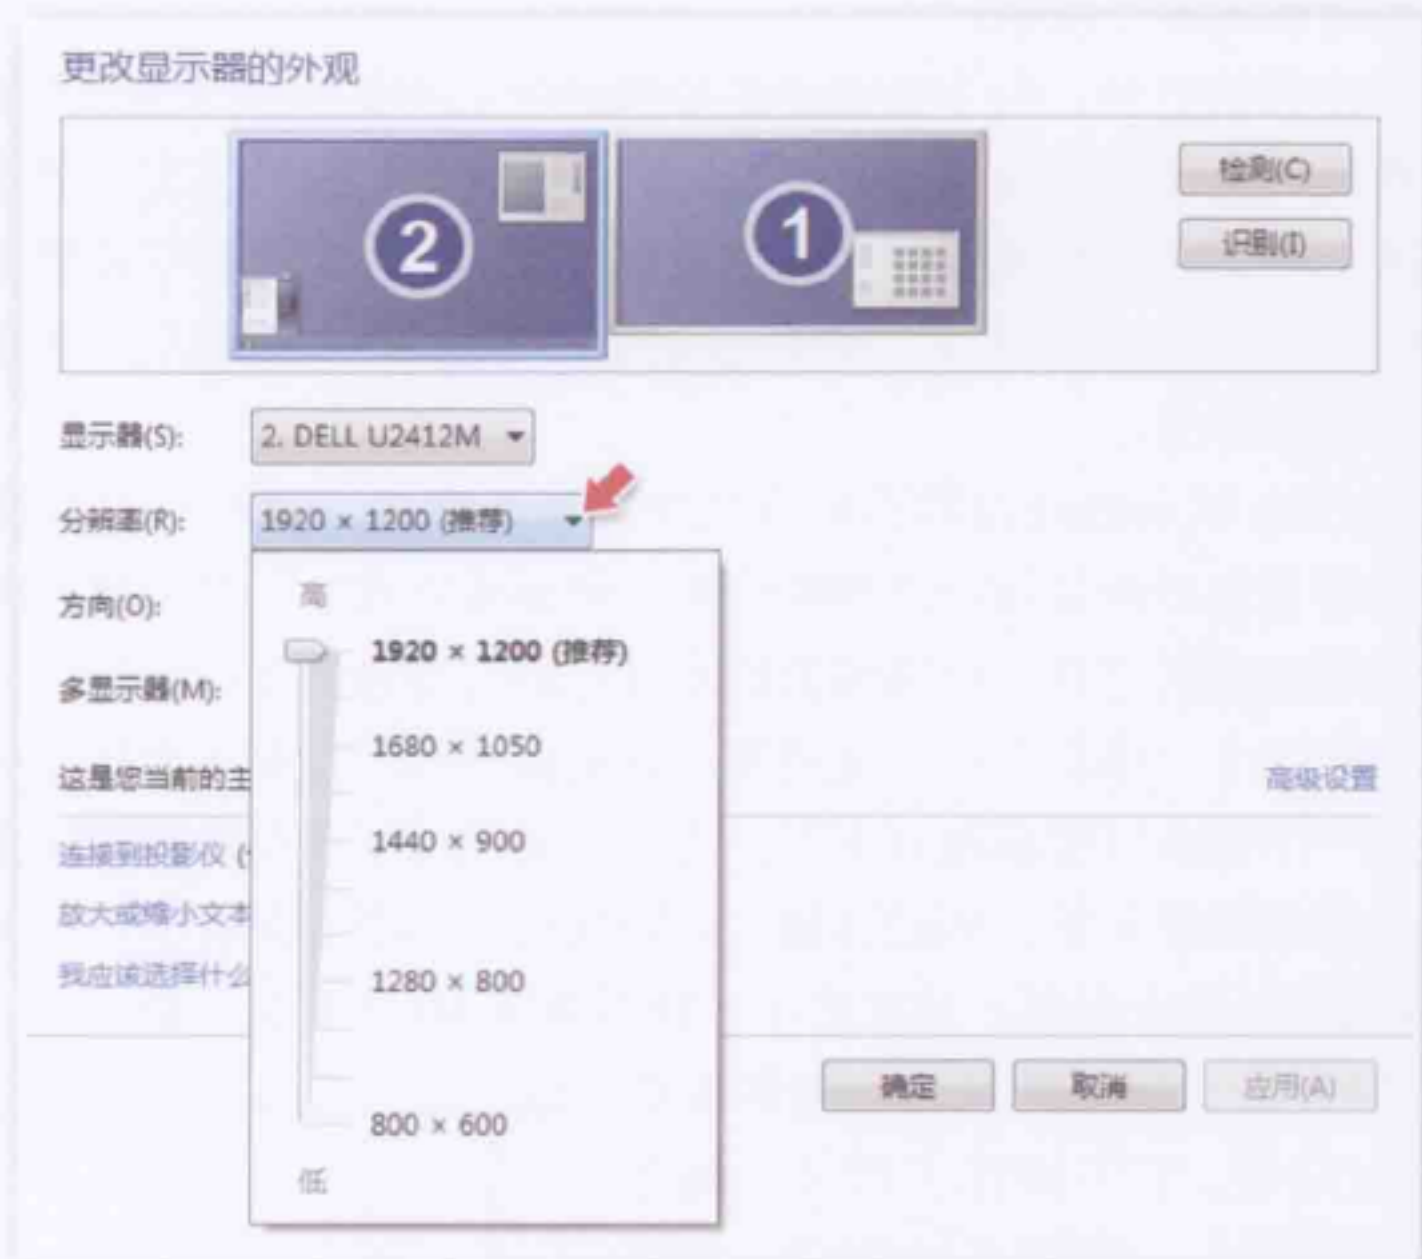 更改显示器的外观
2
1
检测(C)
识别(I)
显示器(S):
2. DELL U2412M
分辨率(R):
1920 × 1200 (推荐)
方向(O):
高
1920 × 1200 (推荐)
多显示器(M):
1680 × 1050
这是您当前的主
高级设置
1440 × 900
连接到投影仪 (
放大或缩小文本
1280 × 800
我应该选择什么
确定
取消
应用(A)
800 × 600
低